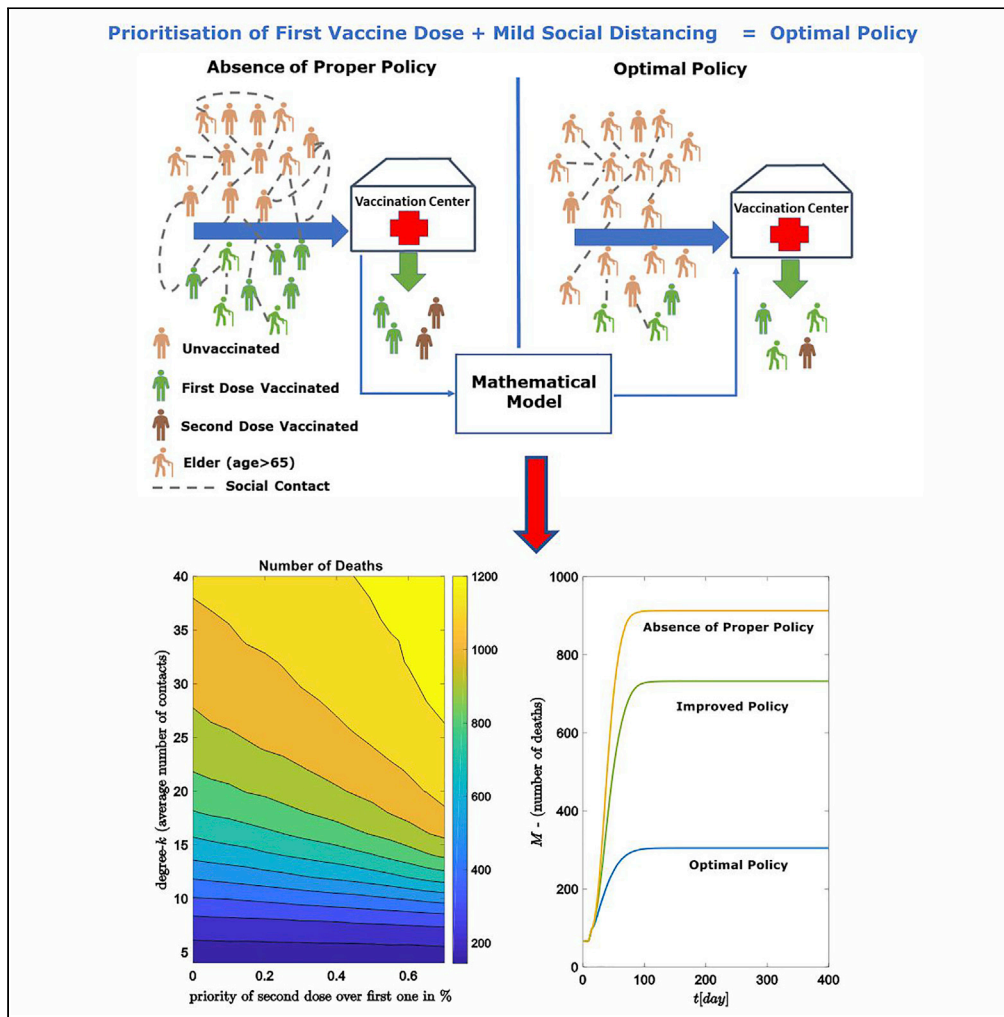 Prioritisation of First Vaccine Dose + Mild Social Distancing = Optimal Policy
Absence of Proper Policy
Optimal Policy
Vaccination Center
Vaccination Center
Unvaccinated
First Dose Vaccinated
Second Dose Vaccinated
Elder (age>65)
Social Contact
Mathematical
Model
Number of Deaths
40
35
30
25
20
15
10
5
degree-k (average number of contacts)
0
0.2
0.4
0.6
priority of second dose over first one in %
1200
1000
800
600
400
200
1000
800
600
400
200
0
M - (number of deaths)
Absence of Proper Policy
Improved Policy
Optimal Policy
0
100
200
300
400
t[day]